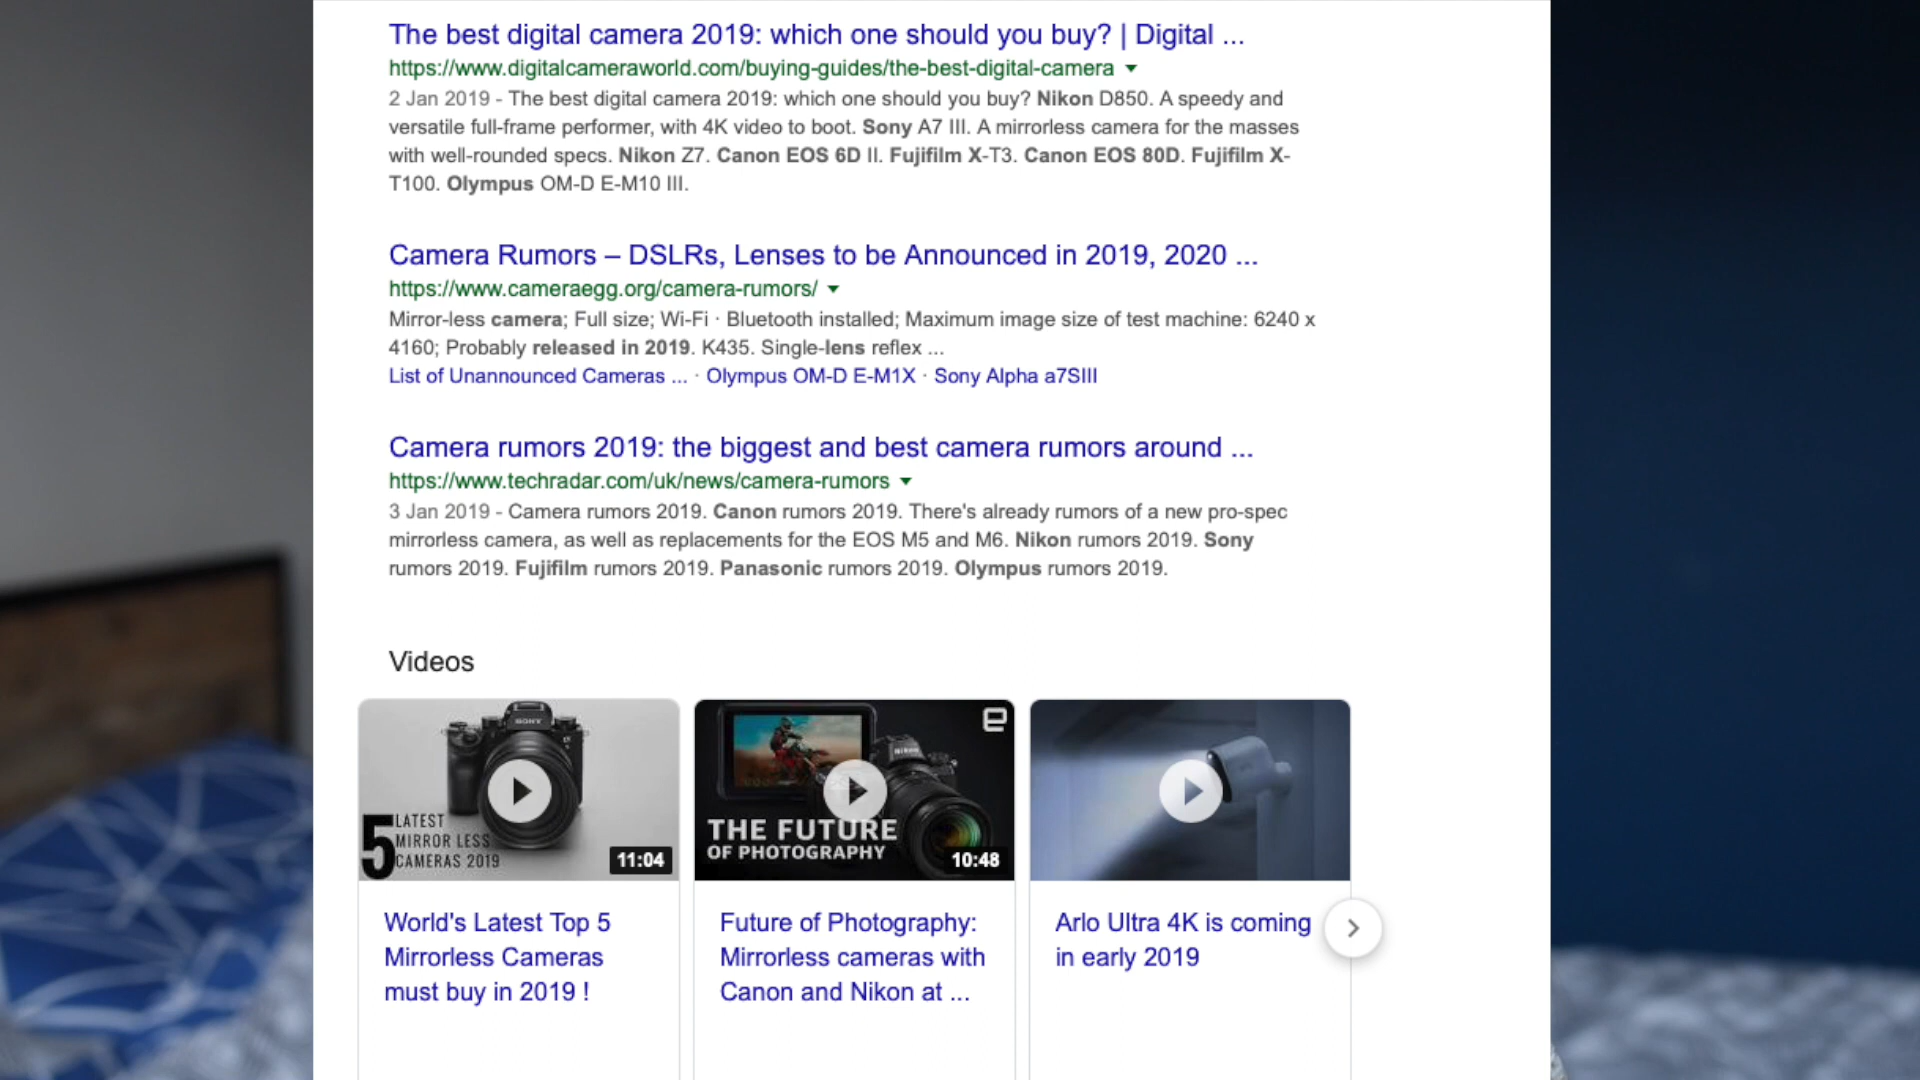 The best digital camera 2019: which one should you buy? | Digital ...
https://www.digitalcameraworld.com/buying-guides/the-best-digital-camera
2 Jan 2019 - The best digital camera 2019: which one should you buy? Nikon D850. A speedy and
versatile full-frame performer, with 4K video to boot. Sony A7 III. A mirrorless camera for the masses
with well-rounded specs. Nikon Z7. Canon EOS 6D II. Fujifilm X-T3. Canon EOS 80D. Fujifilm X-
T100. Olympus OM-D E-M10 III.
Camera Rumors – DSLRs, Lenses to be Announced in 2019, 2020 ...
https://www.cameraegg.org/camera-rumors/
Mirror-less camera; Full size; Wi-Fi · Bluetooth installed; Maximum image size of test machine: 6240 x
4160; Probably released in 2019. K435. Single-lens reflex ...
List of Unannounced Cameras ... · Olympus OM-D E-M1X · Sony Alpha a7SIII
Camera rumors 2019: the biggest and best camera rumors around ...
https://www.techradar.com/uk/news/camera-rumors
3 Jan 2019 - Camera rumors 2019. Canon rumors 2019. There's already rumors of a new pro-spec
mirrorless camera, as well as replacements for the EOS M5 and M6. Nikon rumors 2019. Sony
rumors 2019. Fujifilm rumors 2019. Panasonic rumors 2019. Olympus rumors 2019.
Videos
SONY
5 LATEST
MIRROR LESS
CAMERAS 2019
11:04
e
Nikon
THE FUTURE
OF PHOTOGRAPHY
10:48
World's Latest Top 5
Mirrorless Cameras
must buy in 2019 !
Future of Photography:
Mirrorless cameras with
Canon and Nikon at ...
Arlo Ultra 4K is coming
in early 2019